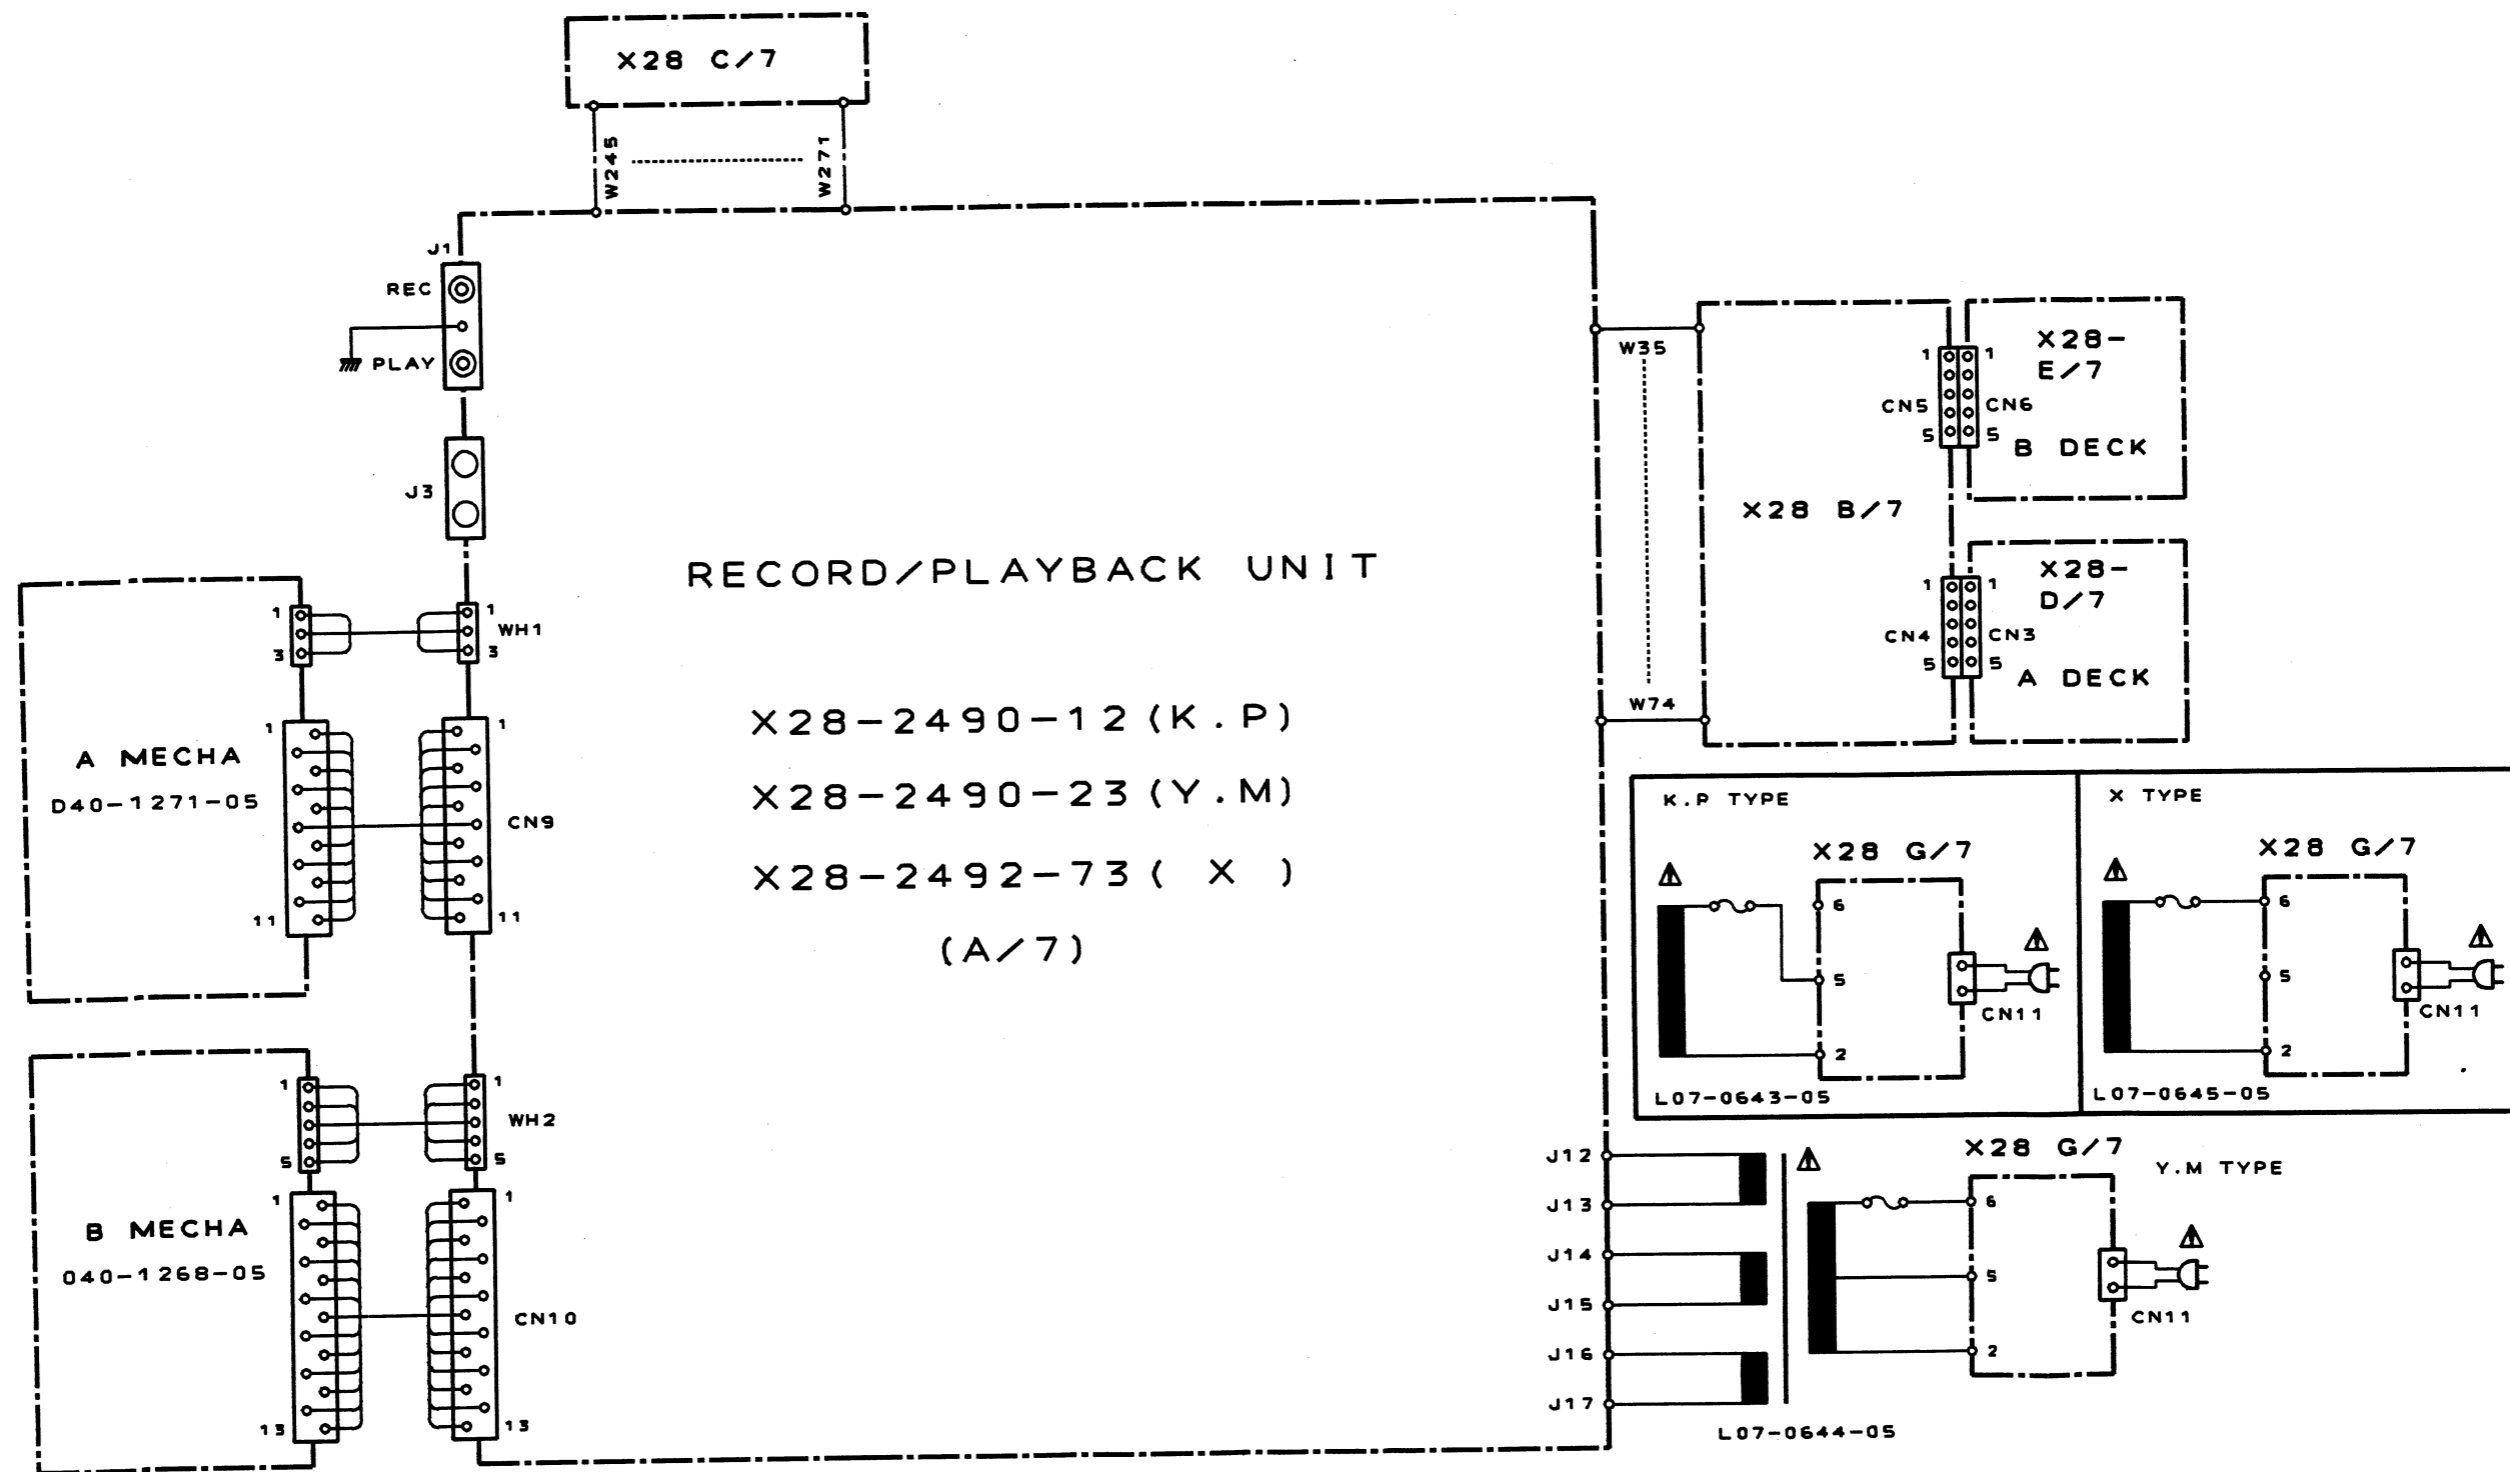 X28 C/7
W245
W271
J1
REC
PLAY
J3
RECORD/PLAYBACK UNIT
X28-2490-12 (K.P)
X28-2490-23 (Y.M)
X28-2492-73 ( X )
(A/7)
1
3
1
WH1
3
A MECHA
D40-1271-05
1
11
1
CN9
11
1
5
1
WH2
5
B MECHA
040-1268-05
1
13
1
CN10
13
W35
W74
X28 B/7
1
CN5
5
1
CN6
5
X28-
E/7
B DECK
1
CN4
5
1
CN3
5
X28-
D/7
A DECK
K.P TYPE
X28 G/7
6
5
2
CN11
L07-0643-05
X TYPE
X28 G/7
6
5
2
CN11
L07-0645-05
J12
J13
J14
J15
J16
J17
X28 G/7
Y.M TYPE
6
5
2
CN11
L07-0644-05